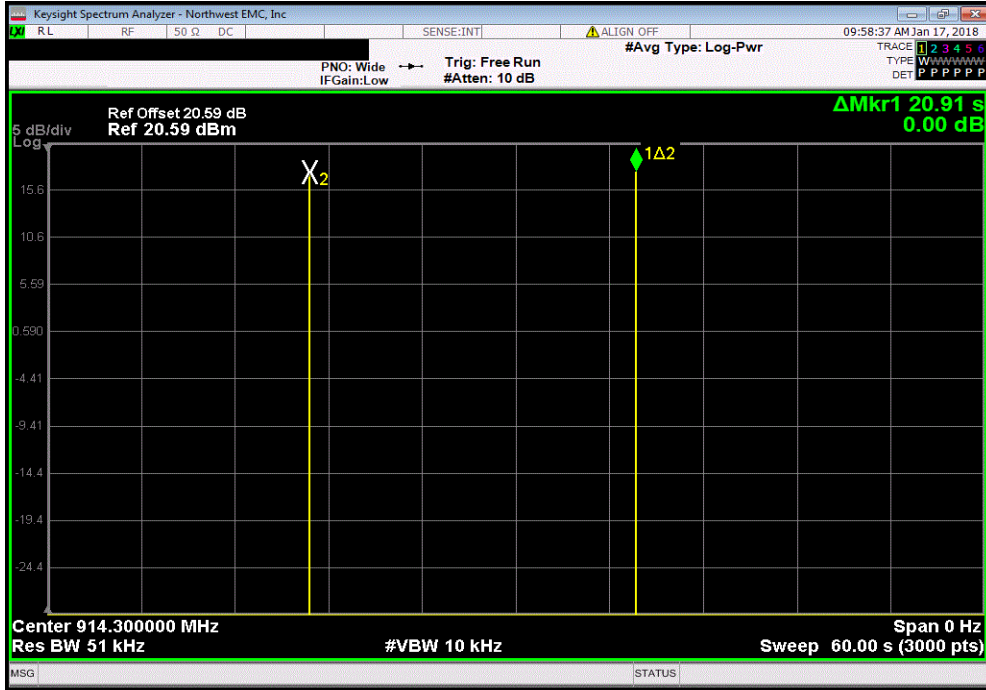 Keysight Spectrum Analyzer - Northwest EMC, Inc
LXI RL RF 50 Ω DC SENSE:INT ALIGN OFF 09:58:37 AM Jan 17, 2018
#Avg Type: Log-Pwr TRACE 1 2 3 4 5 6
PNO: Wide Trig: Free Run TYPE WWWWWW
IFGain:Low #Atten: 10 dB DET P P P P P P
ΔMkr1 20.91 s
0.00 dB
Ref Offset 20.59 dB
5 dB/div Ref 20.59 dBm
Log
1Δ2
X2
15.6
10.6
5.59
0.590
-4.41
-9.41
-14.4
-19.4
-24.4
Center 914.300000 MHz Span 0 Hz
Res BW 51 kHz #VBW 10 kHz Sweep 60.00 s (3000 pts)
MSG STATUS